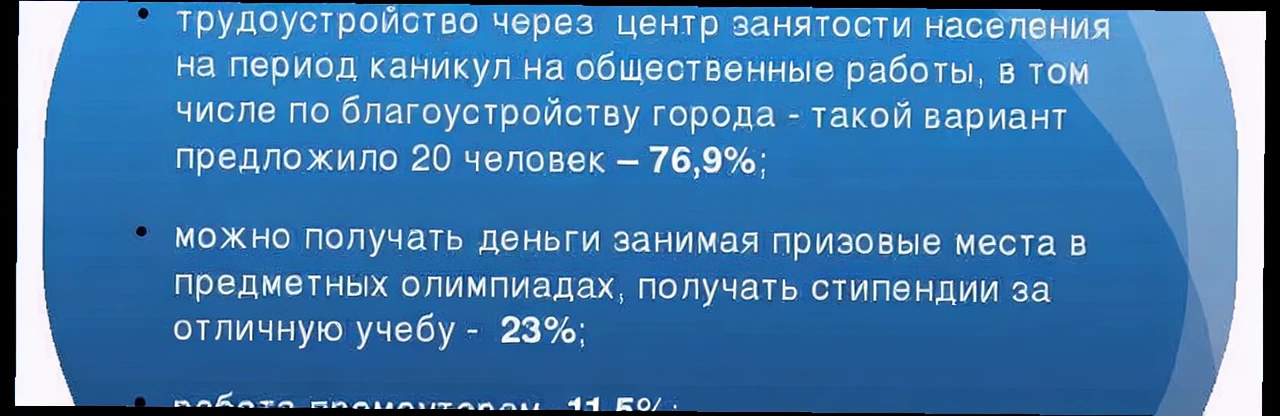 • трудоустройство через центр занятости населения
на период каникул на общественные работы, в том
числе по благоустройству города - такой вариант
предложило 20 человек – 76,9%;
• можно получать деньги занимая призовые места в
предметных олимпиадах, получать стипендии за
отличную учебу - 23%;
• работа промоутером 11,5%;